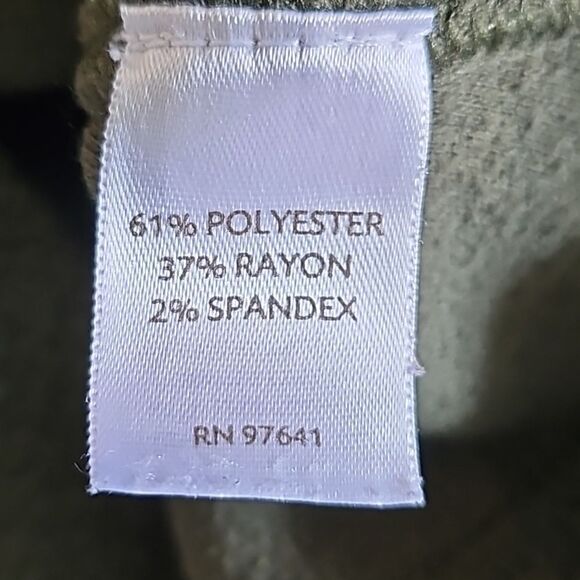 61% POLYESTER
37% RAYON
2% SPANDEX
RN 97641